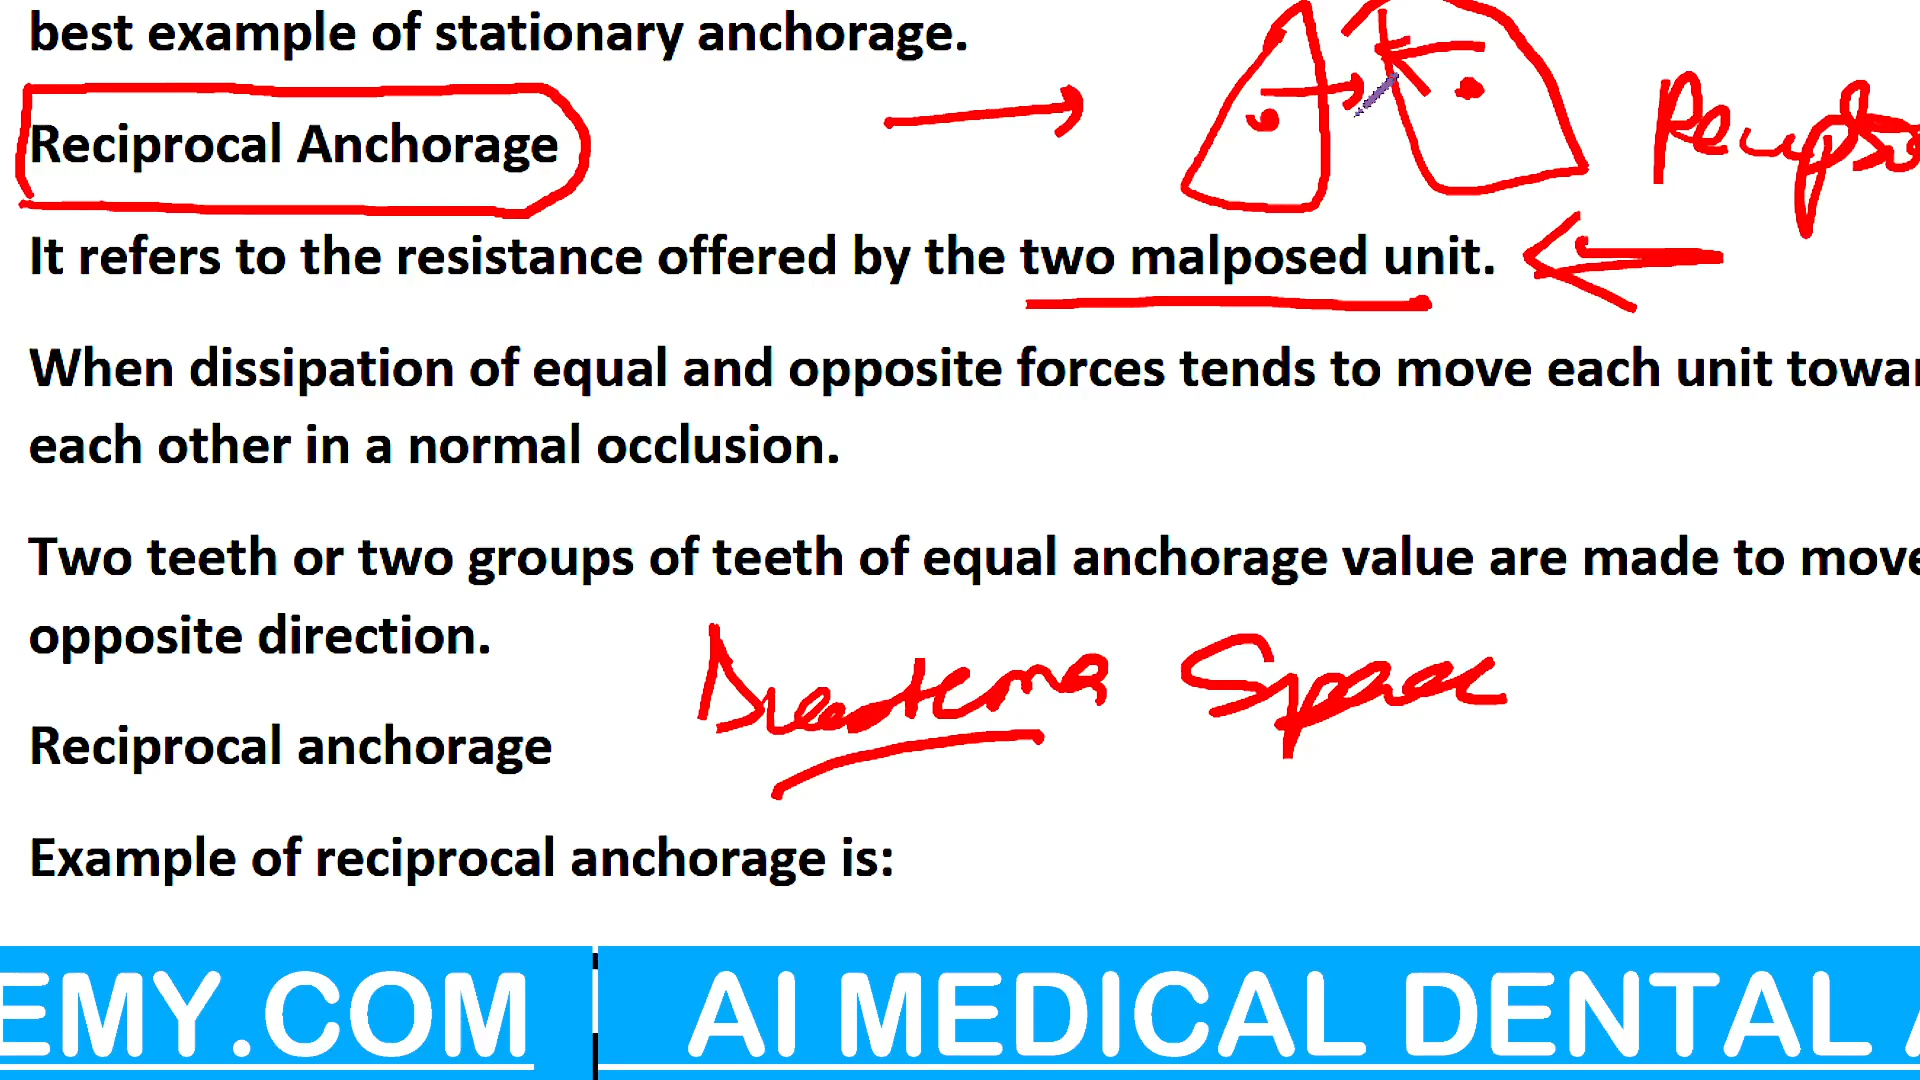 best example of stationary anchorage.
Reciprocal Anchorage
It refers to the resistance offered by the two malposed unit.
When dissipation of equal and opposite forces tends to move each unit towar
each other in a normal occlusion.
Two teeth or two groups of teeth of equal anchorage value are made to move
opposite direction.
Space
Reciprocal anchorage
Example of reciprocal anchorage is:
EMY.COM AI MEDICAL DENTAL A